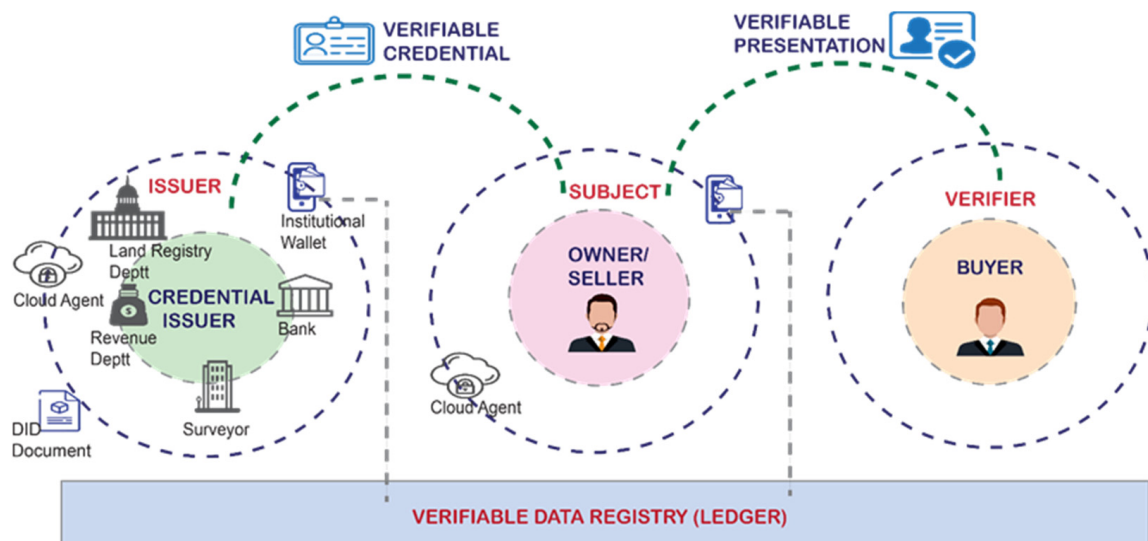 VERIFIABLE
CREDENTIAL
VERIFIABLE
PRESENTATION
ISSUER
Institutional
Wallet
Land Registry
Deptt
Cloud Agent
CREDENTIAL
ISSUER
Bank
Revenue
Deptt
Surveyor
DID
Document
SUBJECT
OWNER/
SELLER
Cloud Agent
VERIFIER
BUYER
VERIFIABLE DATA REGISTRY (LEDGER)